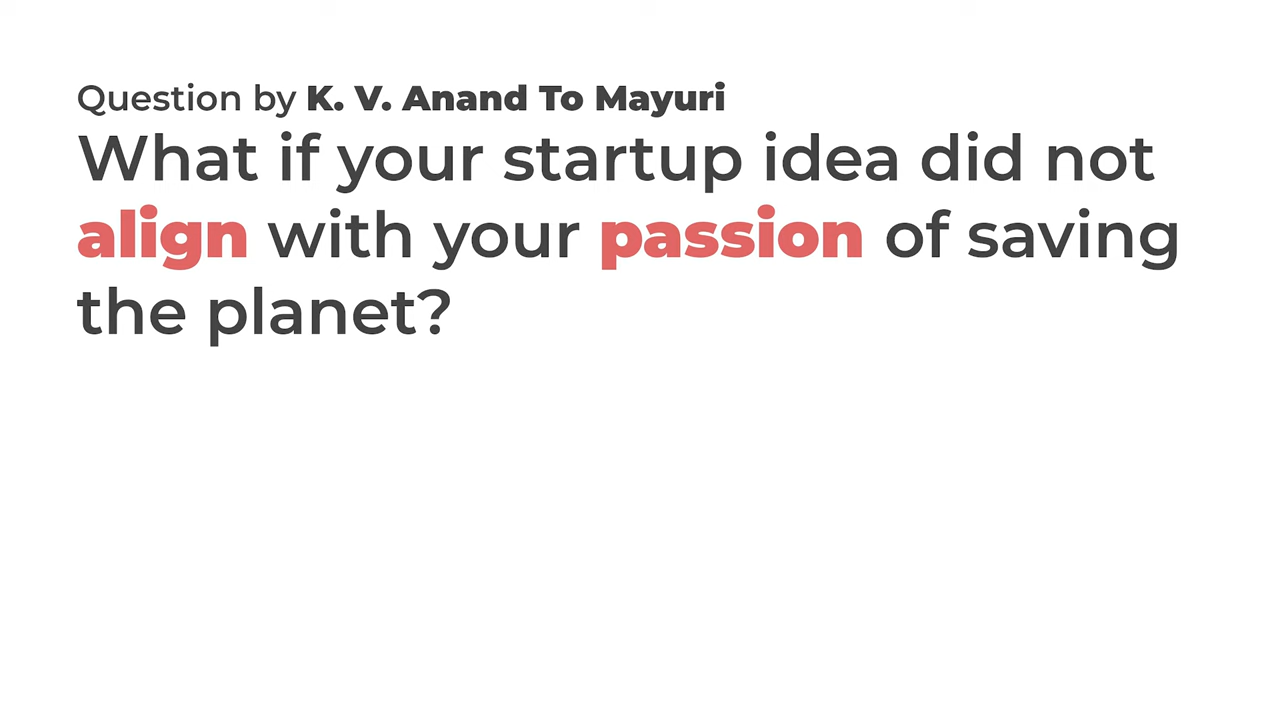 Question by K. V. Anand To Mayuri
What if your startup idea did not
align with your passion of saving
the planet?